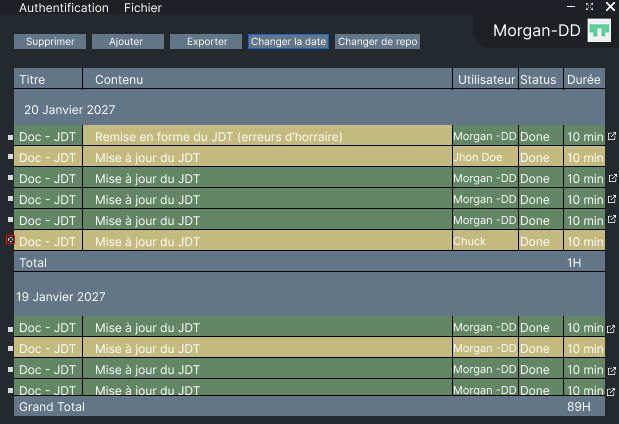 Authentification Fichier
Morgan-DD
Supprimer Ajouter Exporter Changer la date Changer de repo
Titre Contenu Utilisateur Status Durée
20 Janvier 2027
Doc - JDT Remise en forme du JDT (erreurs d'horraire) Morgan -DD Done 10 min
Doc - JDT Mise à jour du JDT Jhon Doe Done 10 min
Doc - JDT Mise à jour du JDT Morgan -DD Done 10 min
Doc - JDT Mise à jour du JDT Morgan -DD Done 10 min
Doc - JDT Mise à jour du JDT Morgan -DD Done 10 min
Doc - JDT Mise à jour du JDT Chuck Done 10 min
Total 1H
19 Janvier 2027
Doc - JDT Mise à jour du JDT Morgan -DD Done 10 min
Doc - JDT Mise à jour du JDT Morgan -DD Done 10 min
Doc - JDT Mise à jour du JDT Morgan -DD Done 10 min
Doc - JDT Mise à jour du JDT Morgan -DD Done 10 min
Grand Total 89H